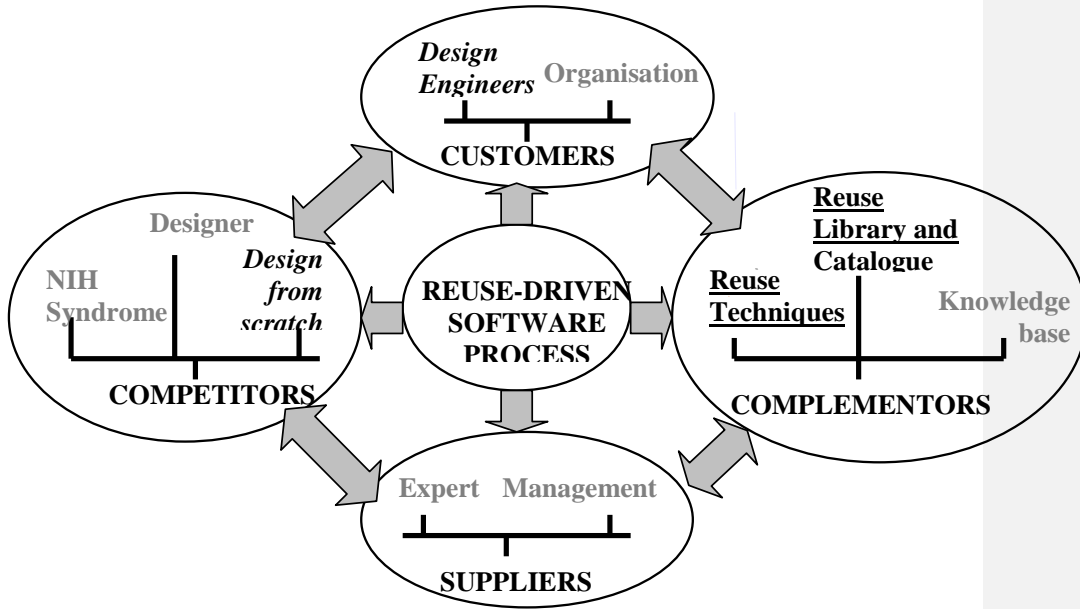 Design
Engineers
Organisation
CUSTOMERS
Designer
NIH
Syndrome
Design
from
scratch
COMPETITORS
REUSE-DRIVEN
SOFTWARE
PROCESS
Reuse
Library and
Catalogue
Reuse
Techniques
Knowledge
base
COMPLEMENTORS
Expert Management
SUPPLIERS